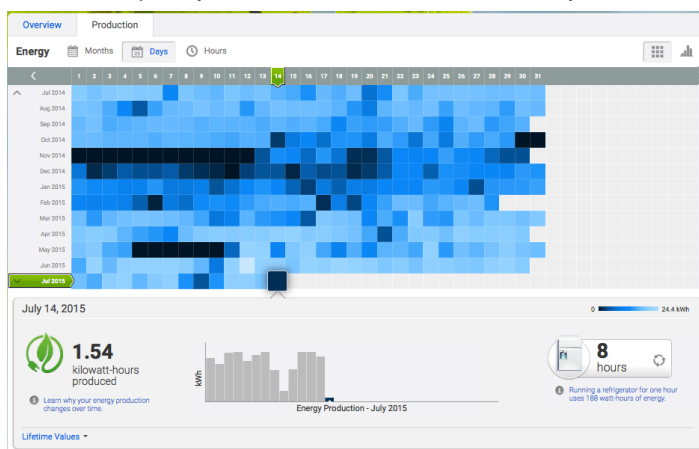 Overview Production
Energy Months Days Hours
1 2 3 4 5 6 7 8 9 10 11 12 13 14 15 16 17 18 19 20 21 22 23 24 25 26 27 28 29 30 31
Jul 2014
Aug 2014
Sep 2014
Oct 2014
Nov 2014
Dec 2014
Jan 2015
Feb 2015
Mar 2015
Apr 2015
May 2015
Jun 2015
Jul 2015
July 14, 2015
0 24.4 kWh
1.54
kilowatt-hours
produced
Learn why your energy production
changes over time.
kWh
Energy Production - July 2015
8
hours
Running a refrigerator for one hour
uses 188 watt-hours of energy.
Lifetime Values